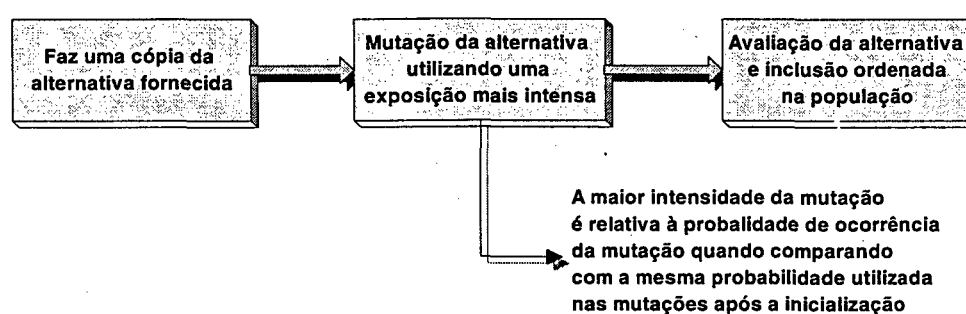 Faz uma cópia da
alternativa fornecida
Mutação da alternativa
utilizando uma
exposição mais intensa
Avaliação da alternativa
e inclusão ordenada
na população
A maior intensidade da mutação
é relativa à probalidade de ocorrência
da mutação quando comparando
com a mesma probabilidade utilizada
nas mutações após a inicialização